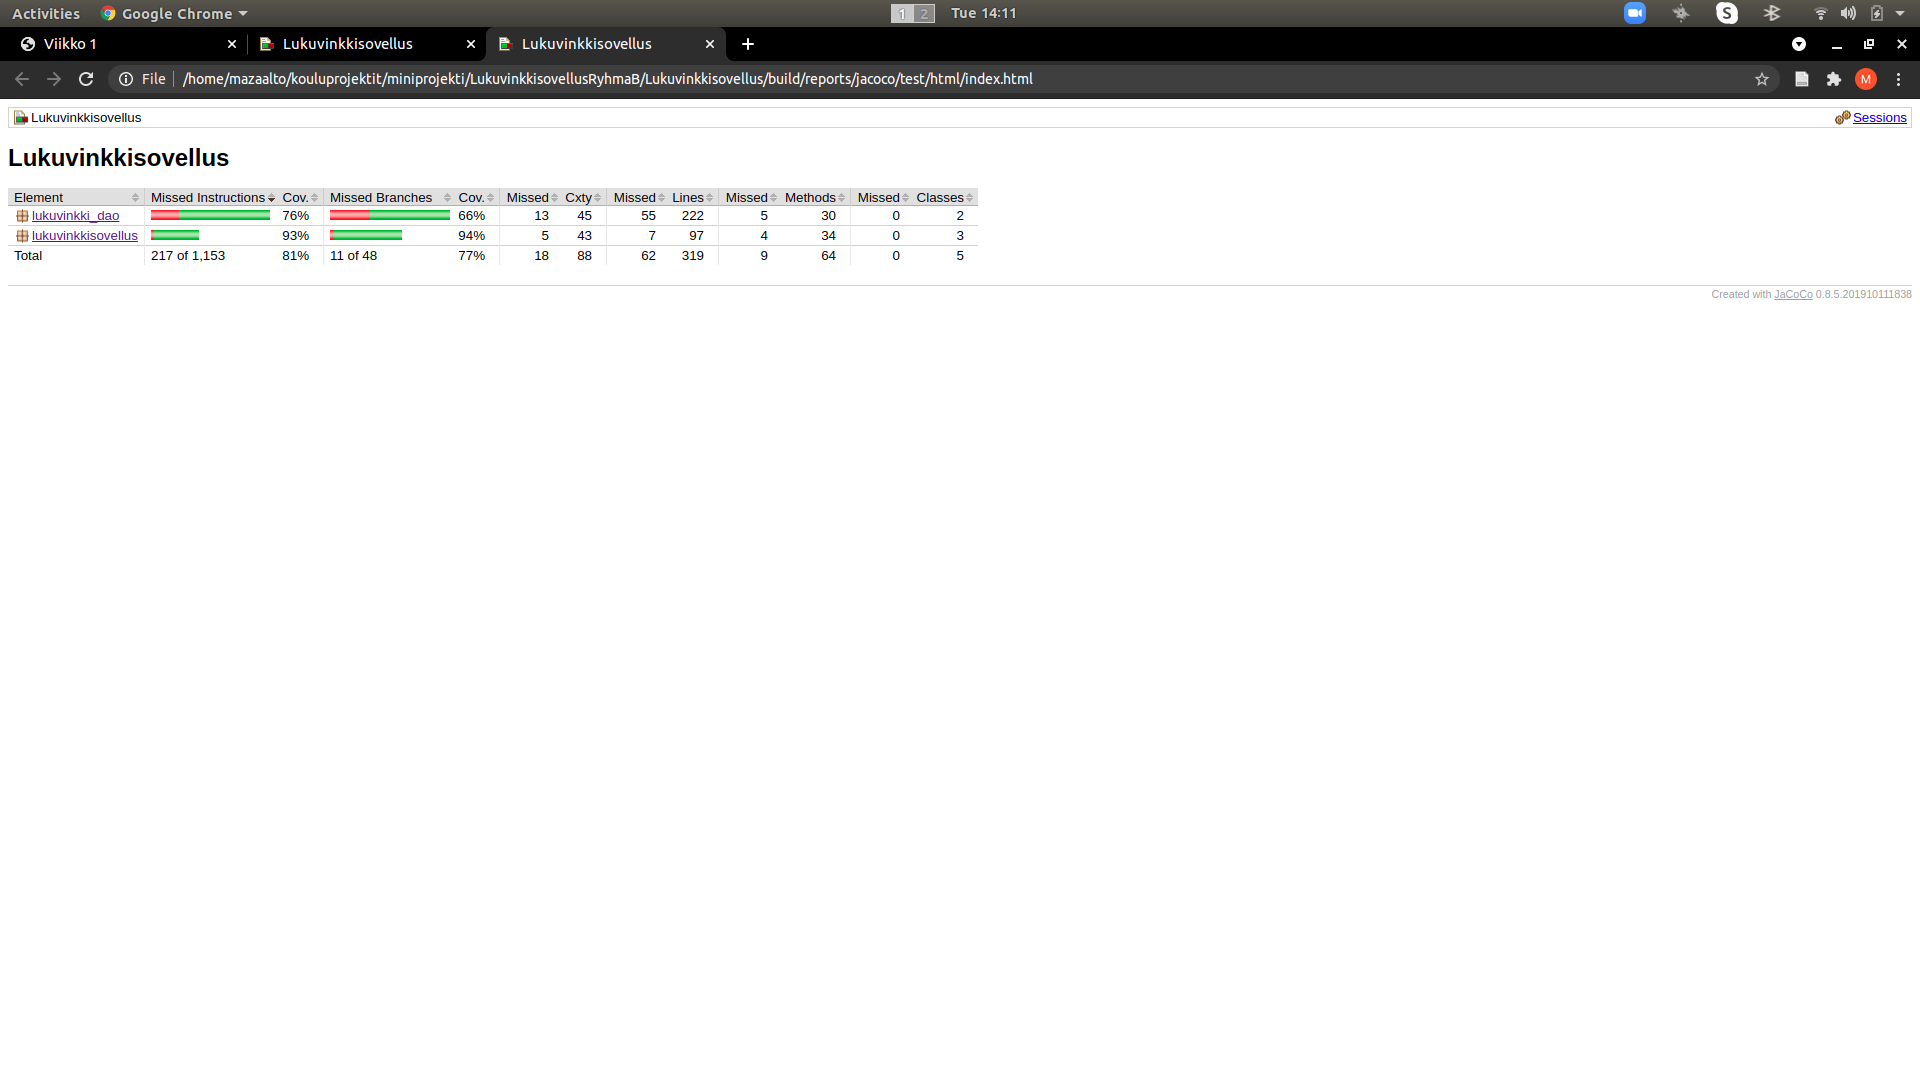 Activities Google Chrome 1 2 Tue 14:11 S
Viikko 1 Lukuvinkkisovellus Lukuvinkkisovellus
File /home/mazaalto/kouluprojektit/miniprojekti/LukuvinkkisovellusRyhmaB/Lukuvinkkisovellus/build/reports/jacoco/test/html/index.html M
Lukuvinkkisovellus Sessions
Lukuvinkkisovellus
Element Missed Instructions Cov. Missed Branches Cov. Missed Cxty Missed Lines Missed Methods Missed Classes
lukuvinkki_dao 76% 66% 13 45 55 222 5 30 0 2
lukuvinkkisovellus 93% 94% 5 43 7 97 4 34 0 3
Total 217 of 1,153 81% 11 of 48 77% 18 88 62 319 9 64 0 5
Created with JaCoCo 0.8.5.201910111838